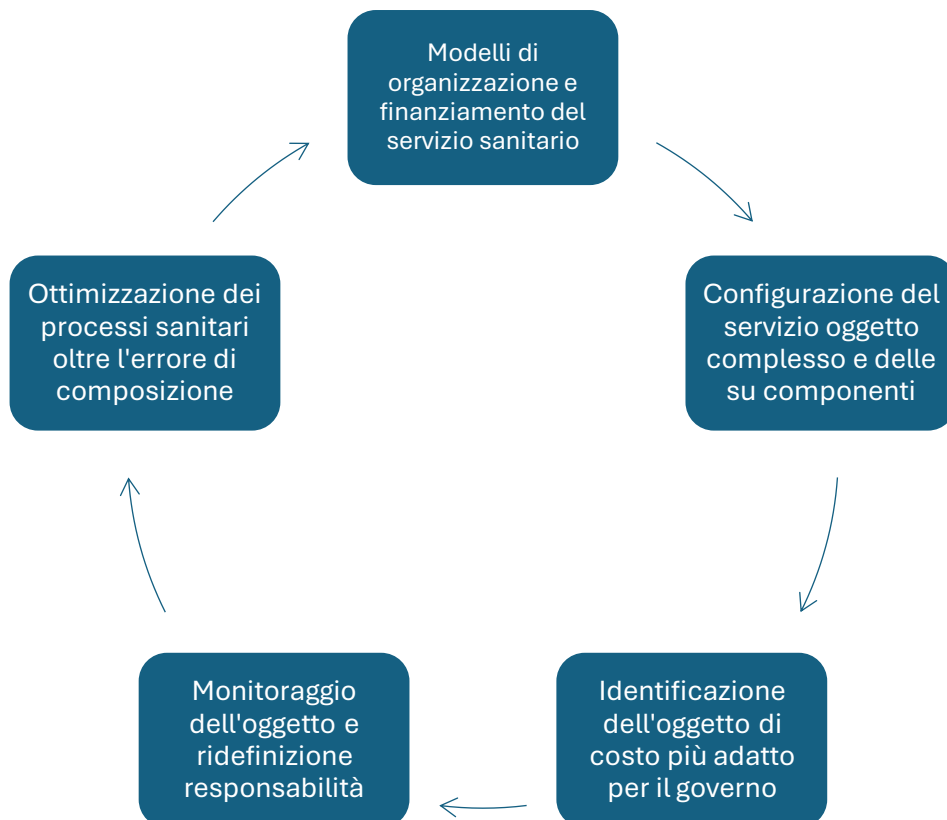 Modelli di
organizzazione e
finanziamento del
servizio sanitario
Configurazione del
servizio oggetto
complesso e delle
su componenti
Identificazione
dell'oggetto di
costo più adatto
per il governo
Monitoraggio
dell'oggetto e
ridefinizione
responsabilità
Ottimizzazione dei
processi sanitari
oltre l'errore di
composizione